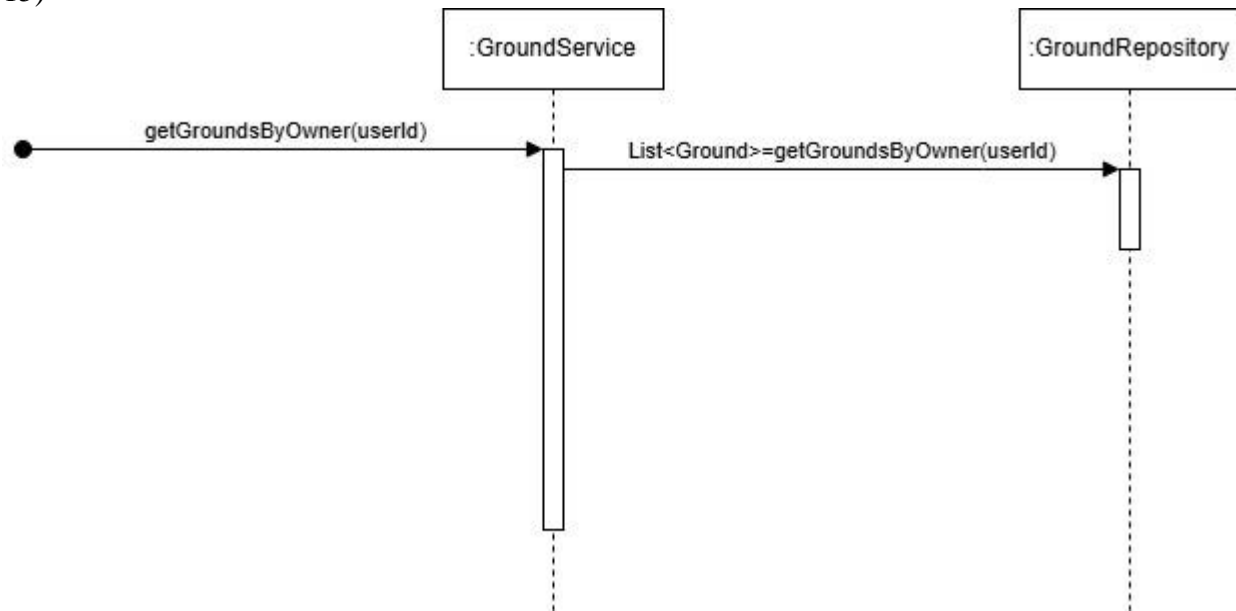 :GroundService
:GroundRepository
getGroundsByOwner(userId)
List<Ground>=getGroundsByOwner(userId)